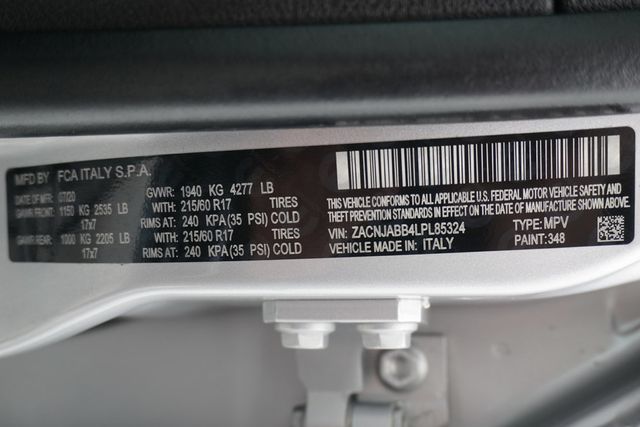 MFD BY FCA ITALY S.P.A.
DATE OF MFR: 07/20 GVWR: 1940 KG 4277 LB
GAWR FRONT: 1150 KG 2535 LB WITH: 215/60 R17 TIRES
17x7 RIMS AT: 240 KPA(35 PSI) COLD
GAWR REAR: 1000 KG 2205 LB WITH: 215/60 R17 TIRES
17x7 RIMS AT: 240 KPA(35 PSI) COLD
THIS VEHICLE CONFORMS TO ALL APPLICABLE U.S. FEDERAL MOTOR VEHICLE SAFETY AND
THEFT PREVENTION STANDARDS IN EFFECT ON THE DATE OF MANUFACTURE SHOWN ABOVE.
VIN: ZACNJABB4LPL85324 TYPE: MPV
VEHICLE MADE IN: ITALY PAINT: 348